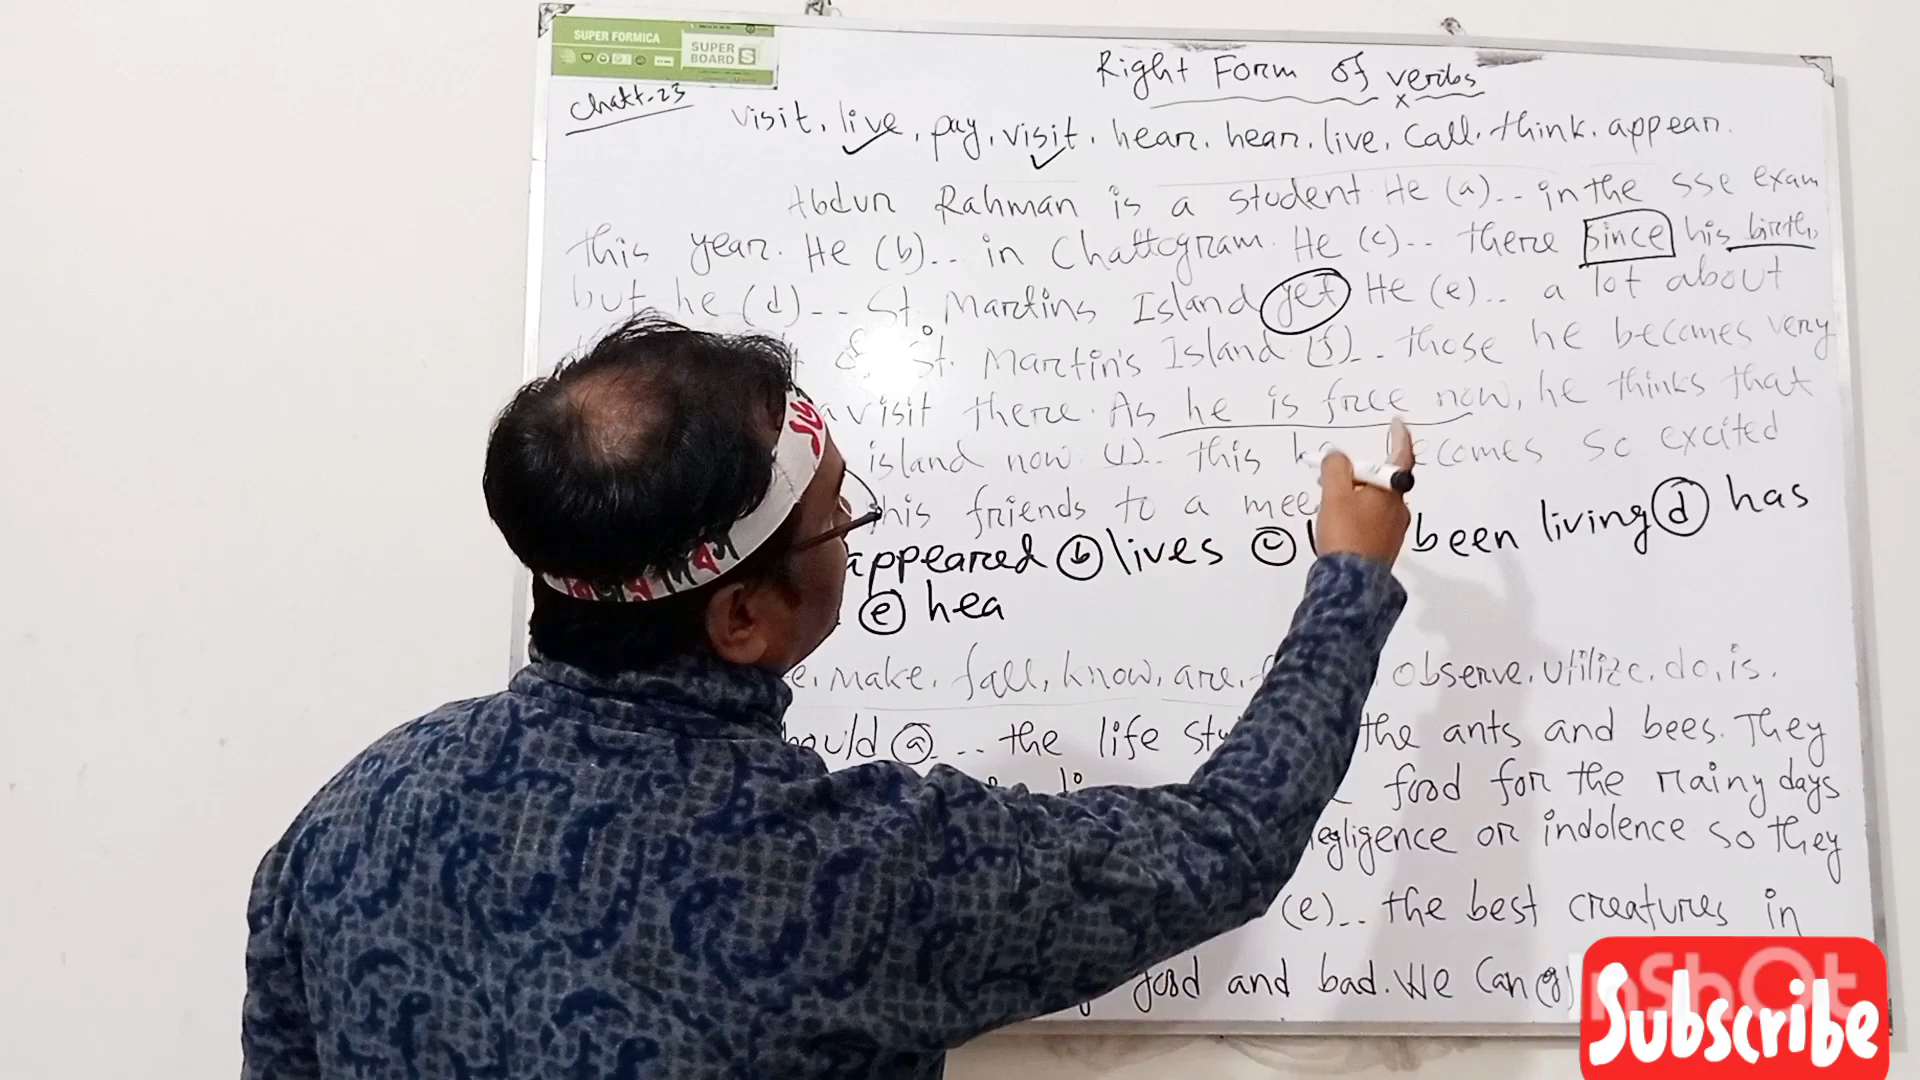 SUPER FORMICA
SUPER BOARD S
Right Form of verbs
Chatt-23
visit, live, pay, visit, hear, hear, live, call, think, appear.
Abdur Rahman is a student. He (a)-- in the sse exam
this year. He (b)-- in Chattogram. He (c)-- there since his birth,
but he (d)-- St. Martins Island yet He (e)-- a lot about
St. Martin's Island (f)-- those he becomes very
a visit there. As he is free now, he thinks that
island now (i)-- this he becomes so excited
his friends to a
appeared (b) lives (c) been living (d) has
(e) hea
make, fall, know, are, observe, utilize, do, is.
(a)-- the life the ants and bees. They
food for the rainy days
negligence or indolence so they
(e)-- the best creatures in
good and bad. We can (g)
InShOt
Subscribe